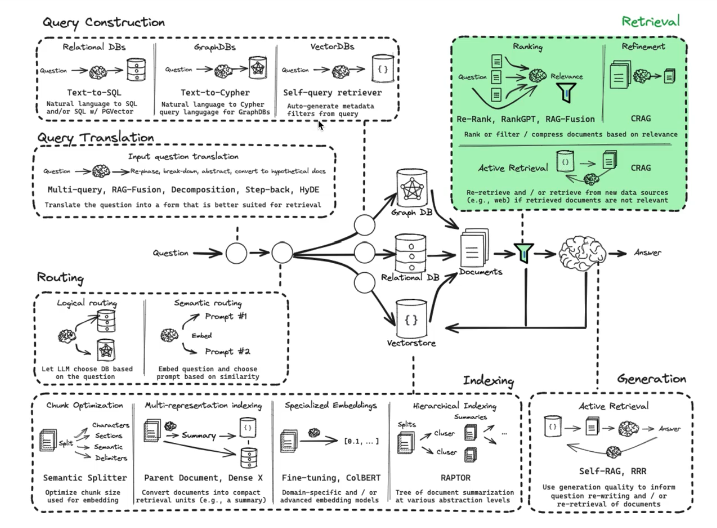 Query Construction
Relational DBs
Question
Text-to-SQL
Natural language to SQL
and/or SQL w/ PGVector
GraphDBs
Question
Text-to-Cypher
Natural language to Cypher
query langugage for GraphDBs
VectorDBs
Question
{ }
Self-query retriever
Auto-generate metadata
filters from query
Retrieval
Ranking
Question
Relevance
Re-Rank, RankGPT, RAG-Fusion
Refinement
CRAG
Rank or filter / compress documents based on relevance
Active Retrieval
{ }
CRAG
Re-retrieve and / or retrieve from new data sources
(e.g., web) if retrieved documents are not relevant
Query Translation
Input question translation
Question
Re-phase, break-down, abstract, convert to hypothetical docs
Multi-query, RAG-Fusion, Decomposition, Step-back, HyDE
Translate the question into a form that is better suited for retrieval
Question
Graph DB
Relational DB
{ }
Vectorstore
Documents
Answer
Routing
Logical routing
Let LLM choose DB based
on the question
Semantic routing
Prompt #1
Embed
Prompt #2
Embed question and choose
prompt based on similarity
Indexing
Chunk Optimization
Split
Characters
Sections
Semantic
Delimiters
Semantic Splitter
Optimize chunk size
used for embedding
Multi-representation indexing
Summary
{ }
Parent Document, Dense X
Convert documents into compact
retrieval units (e.g., a summary)
Specialized Embeddings
[0.1, ...]
Fine-tuning, ColBERT
Domain-specific and / or
advanced embedding models
Hierarchical Indexing
Summaries
Splits
Cluser
...
Cluser
RAPTOR
Tree of document summarization
at various abstraction levels
Generation
Active Retrieval
{ }
Answer
Self-RAG, RRR
Use generation quality to inform
question re-writing and / or
re-retrieval of documents